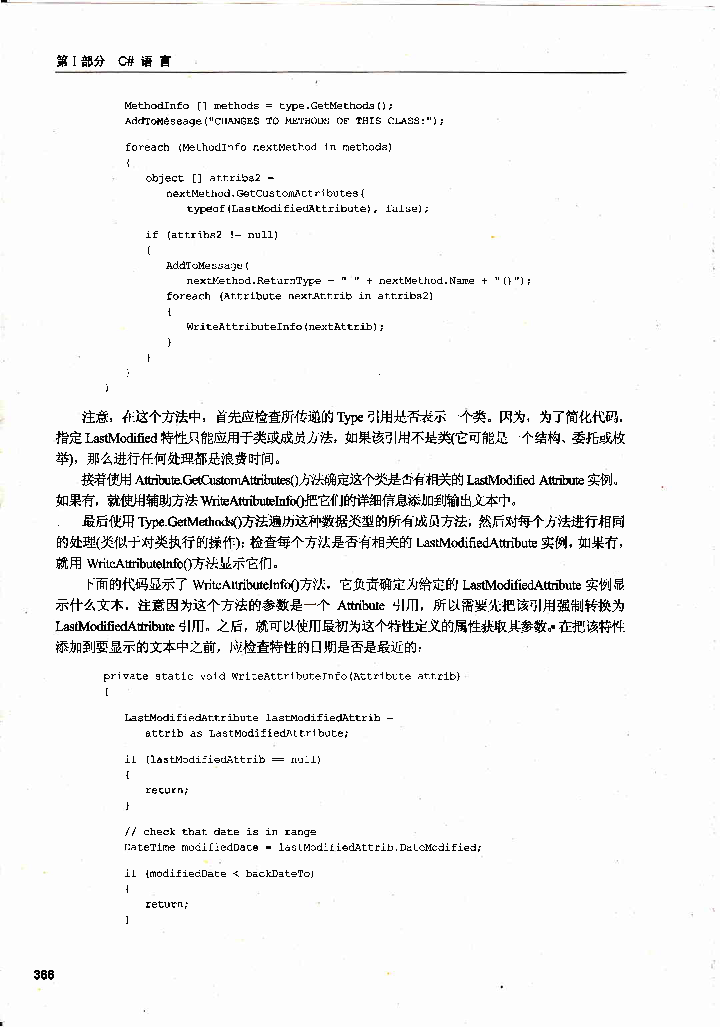 第 I 部分 C# 语 言
MethodInfo [] methods = type.GetMethods();
AddToMessage("CHANGES TO METHODS OF THIS CLASS:");
foreach (MethodInfo nextMethod in methods)
{
object [] attribs2 =
nextMethod.GetCustomAttributes(
typeof(LastModifiedAttribute), false);
if (attribs2 != null)
{
AddToMessage(
nextMethod.ReturnType + " " + nextMethod.Name + "()");
foreach (Attribute nextAttrib in attribs2)
{
WriteAttributeInfo(nextAttrib);
}
}
}
}
注意，在这个方法中，首先应检查所传递的 Type 引用是否表示一个类。因为，为了简化代码，
指定 LastModified 特性只能应用于类或成员方法，如果该引用不是类(它可能是一个结构、委托或枚
举)，那么进行任何处理都是浪费时间。
接着使用 Attribute.GetCustomAttributes()方法确定这个类是否有相关的 LastModified Attribute 实例。
如果有，就使用辅助方法 WriteAttributeInfo()把它们的详细信息添加到输出文本中。
最后使用 Type.GetMethods()方法遍历这种数据类型的所有成员方法，然后对每个方法进行相同
的处理(类似于对类执行的操作)：检查每个方法是否有相关的 LastModifiedAttribute 实例，如果有，
就用 WriteAttributeInfo()方法显示它们。
下面的代码显示了 WriteAttributeInfo()方法，它负责确定为给定的 LastModifiedAttribute 实例显
示什么文本，注意因为这个方法的参数是一个 Attribute 引用，所以需要先把该引用强制转换为
LastModifiedAttribute 引用。之后，就可以使用最初为这个特性定义的属性获取其参数。在把该特性
添加到要显示的文本中之前，应检查特性的日期是否是最近的：
private static void WriteAttributeInfo(Attribute attrib)
{
LastModifiedAttribute lastModifiedAttrib =
attrib as LastModifiedAttribute;
if (lastModifiedAttrib == null)
{
return;
}
// check that date is in range
DateTime modifiedDate = lastModifiedAttrib.DateModified;
if (modifiedDate < backDateTo)
{
return;
}
366